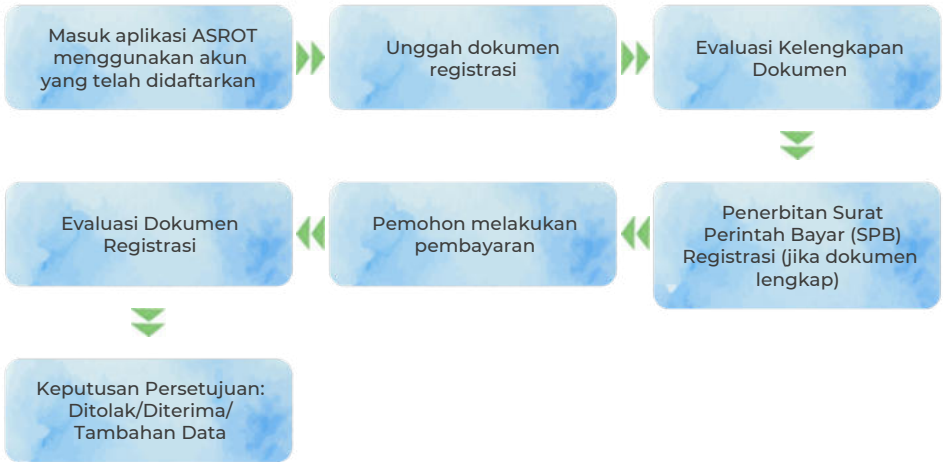 Masuk aplikasi ASROT
menggunakan akun
yang telah didaftarkan
Unggah dokumen
registrasi
Evaluasi Kelengkapan
Dokumen
Penerbitan Surat
Perintah Bayar (SPB)
Registrasi (jika dokumen
lengkap)
Pemohon melakukan
pembayaran
Evaluasi Dokumen
Registrasi
Keputusan Persetujuan:
Ditolak/Diterima/
Tambahan Data